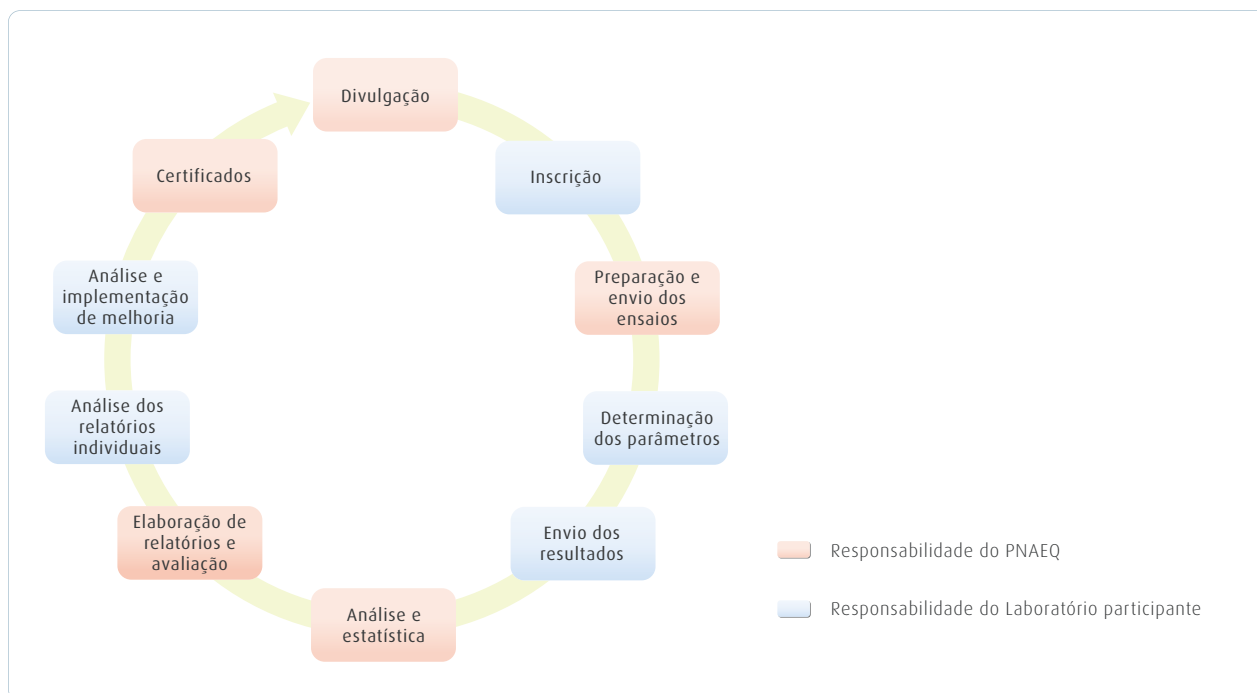 Divulgação
Inscrição
Preparação e
envio dos
ensaios
Determinação
dos parâmetros
Envio dos
resultados
Análise e
estatística
Elaboração de
relatórios e
avaliação
Análise dos
relatórios
individuais
Análise e
implementação
de melhoria
Certificados
Responsabilidade do PNAEQ
Responsabilidade do Laboratório participante